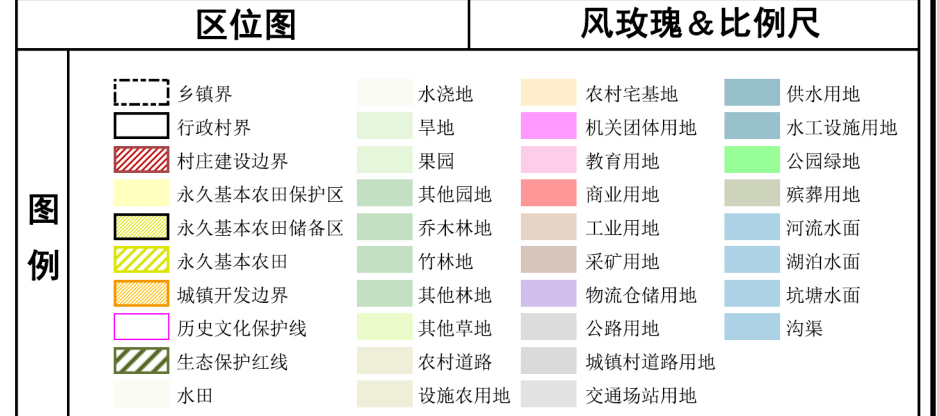 区位图
风玫瑰&比例尺
图例
乡镇界
行政村界
村庄建设边界
永久基本农田保护区
永久基本农田储备区
永久基本农田
城镇开发边界
历史文化保护线
生态保护红线
水田
水浇地
旱地
果园
其他园地
乔木林地
竹林地
其他林地
其他草地
农村道路
设施农用地
农村宅基地
机关团体用地
教育用地
商业用地
工业用地
采矿用地
物流仓储用地
公路用地
城镇村道路用地
交通场站用地
供水用地
水工设施用地
公园绿地
殡葬用地
河流水面
湖泊水面
坑塘水面
沟渠